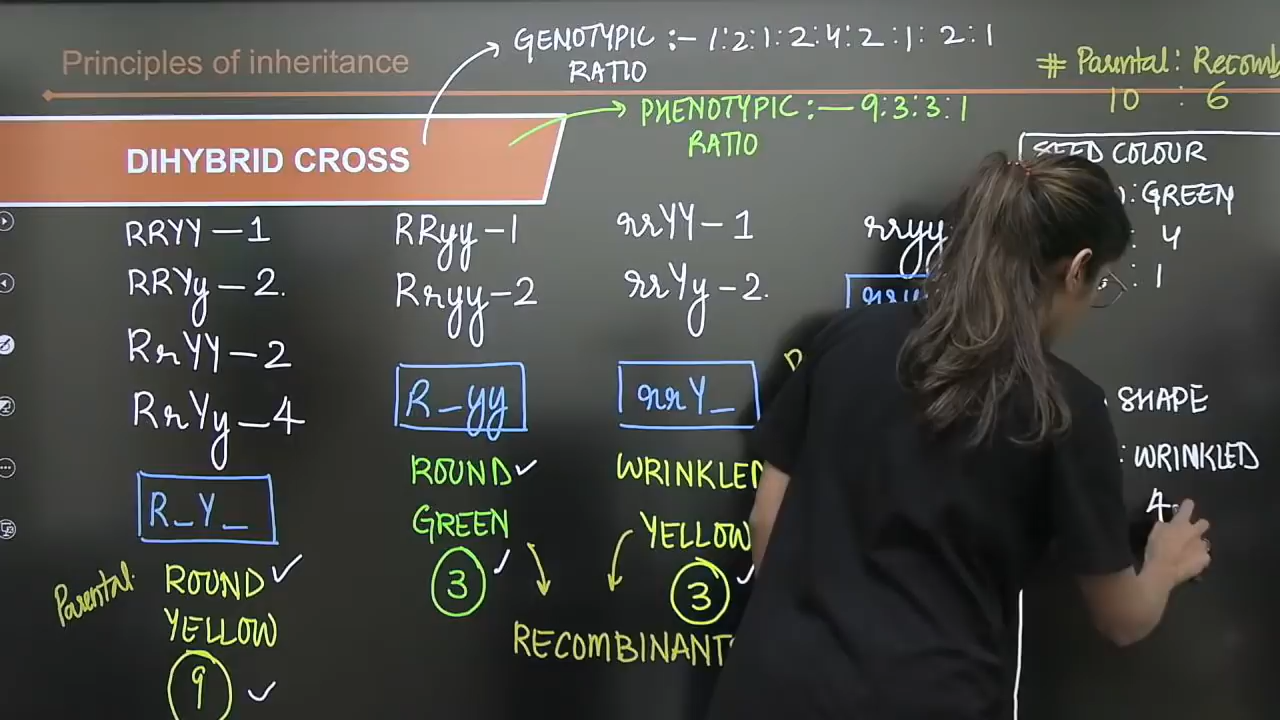 Principles of inheritance
GENOTYPIC :- 1:2:1:2:4:2:1:2:1
RATIO
# Parental : Recomb
10 : 6
PHENOTYPIC :- 9:3:3:1
RATIO
DIHYBRID CROSS
RRYY - 1
RRYy - 2.
RrYY - 2
RrYy - 4
R_Y_
Parental
ROUND
YELLOW
9
RRyy - 1
Rryy - 2
R_yy
ROUND
GREEN
3
rrYY - 1
rrYy - 2.
rrY_
WRINKLED
YELLOW
3
RECOMBINANT
rryy
SEED COLOUR
: GREEN
: 4
: 1
SHAPE
: WRINKLED
4